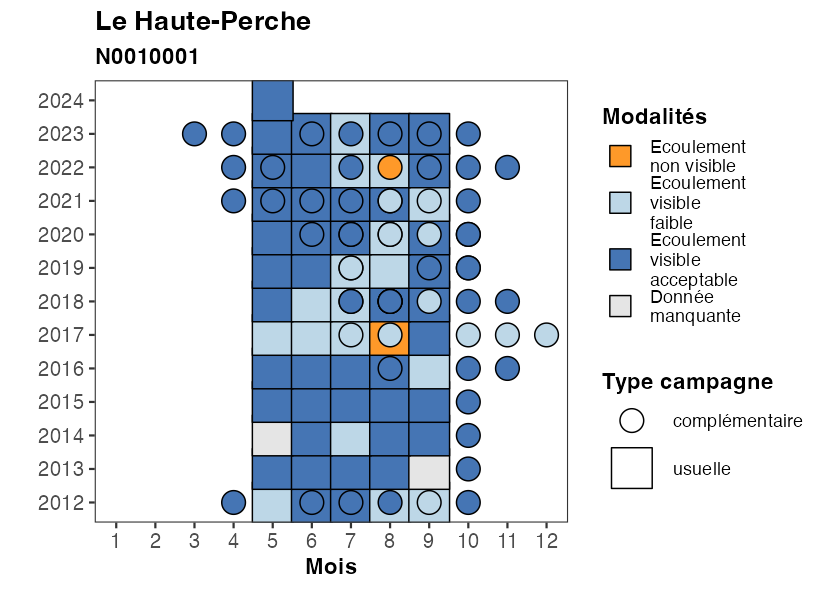 Le Haute-Perche
N0010001
2024
2023
2022
2021
2020
2019
2018
2017
2016
2015
2014
2013
2012
1 2 3 4 5 6 7 8 9 10 11 12
Mois
Modalités
Ecoulement
non visible
Ecoulement
visible
faible
Ecoulement
visible
acceptable
Donnée
manquante
Type campagne
complémentaire
usuelle